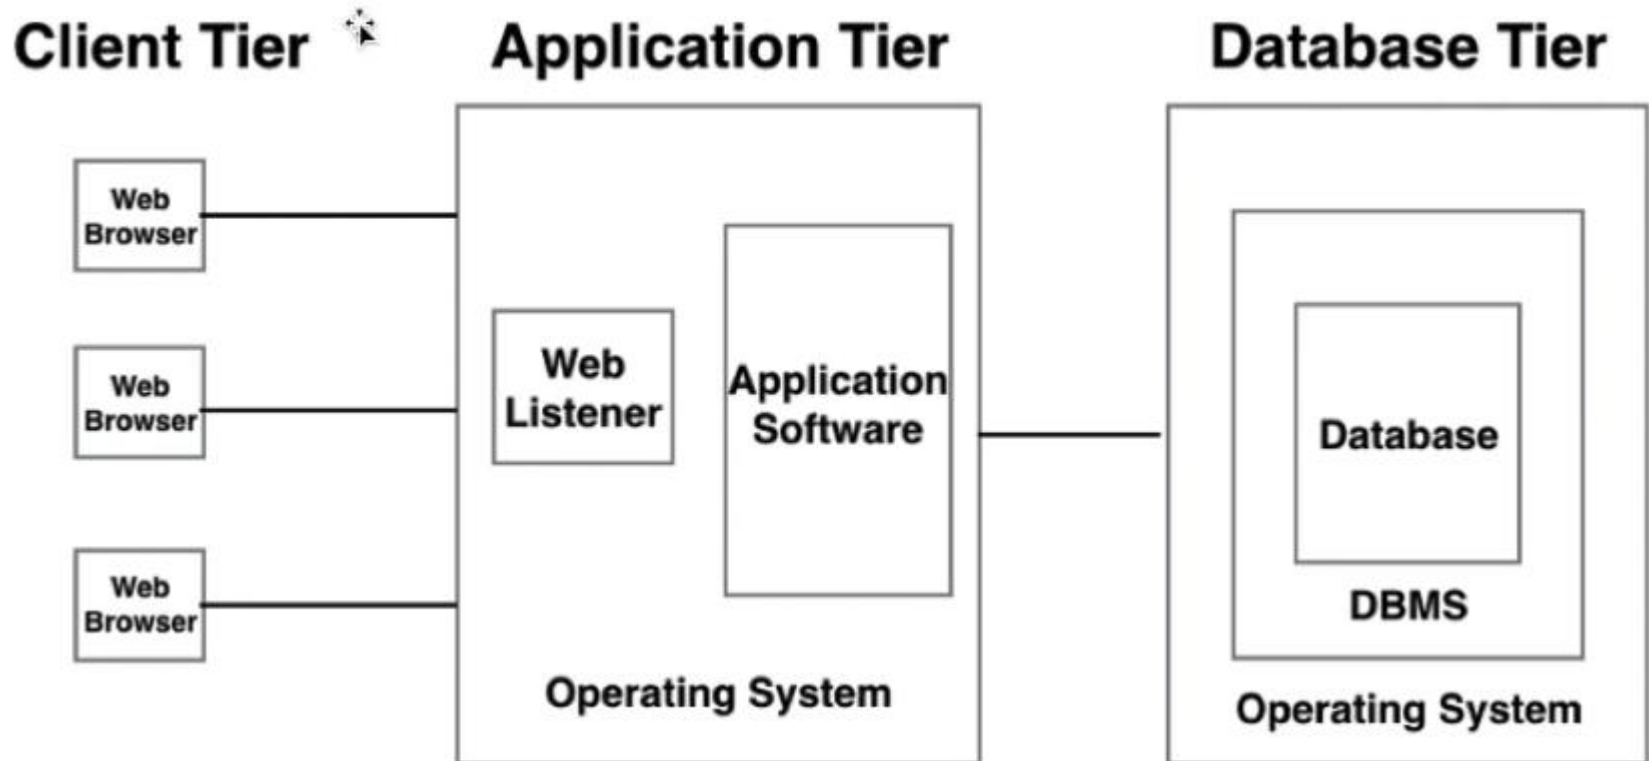 Client Tier
Application Tier
Database Tier
Web
Browser
Web
Browser
Web
Browser
Web
Listener
Application
Software
Operating System
Database
DBMS
Operating System